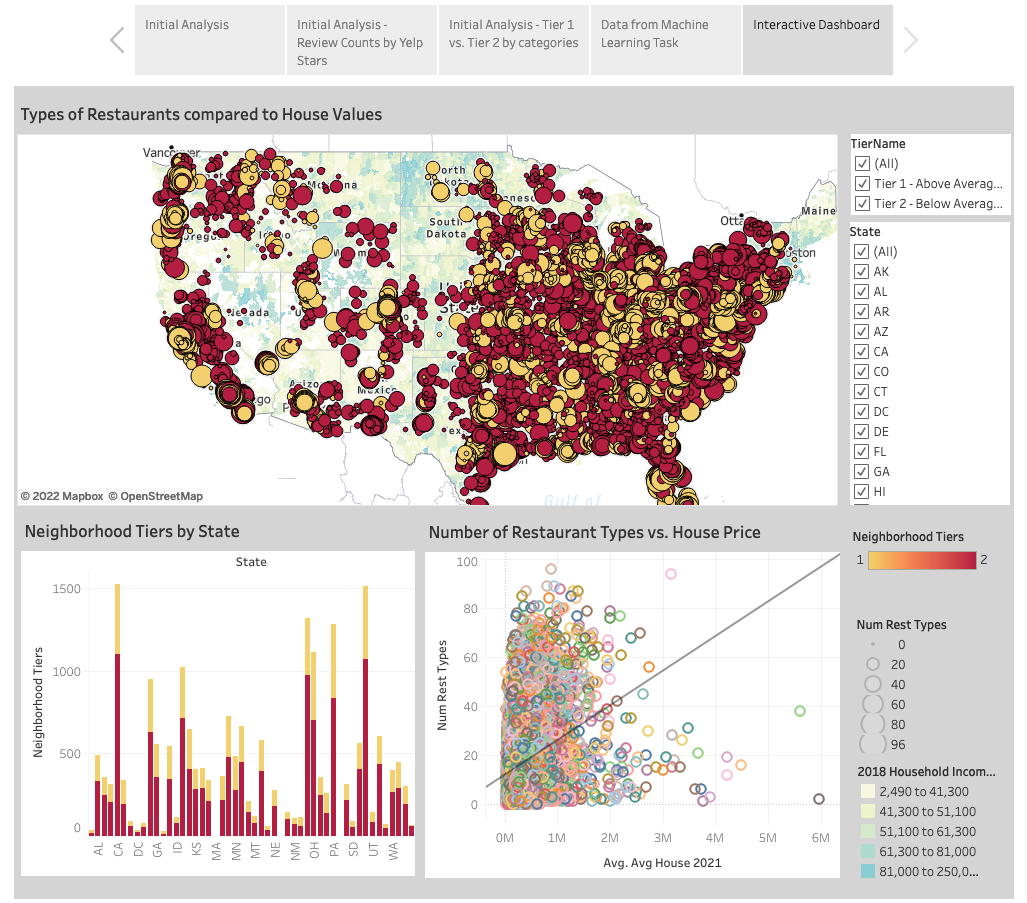 Initial Analysis
Initial Analysis -
Review Counts by Yelp
Stars
Initial Analysis - Tier 1
vs. Tier 2 by categories
Data from Machine
Learning Task
Interactive Dashboard
Types of Restaurants compared to House Values
Vancouver
Otta
Maine
South
Dakota
Gulf of
© 2022 Mapbox © OpenStreetMap
TierName
(All)
Tier 1 - Above Averag...
Tier 2 - Below Averag...
State
(All)
AK
AL
AR
AZ
CA
CO
CT
DC
DE
FL
GA
HI
Neighborhood Tiers by State
State
Neighborhood Tiers
1500
1000
500
0
AL
CA
DC
GA
ID
KS
MA
MN
MT
NE
NM
OH
PA
SD
UT
WA
Number of Restaurant Types vs. House Price
Num Rest Types
100
80
60
40
20
0
0M
1M
2M
3M
4M
5M
6M
Avg. Avg House 2021
Neighborhood Tiers
1
2
Num Rest Types
0
20
40
60
80
96
2018 Household Incom...
2,490 to 41,300
41,300 to 51,100
51,100 to 61,300
61,300 to 81,000
81,000 to 250,0...